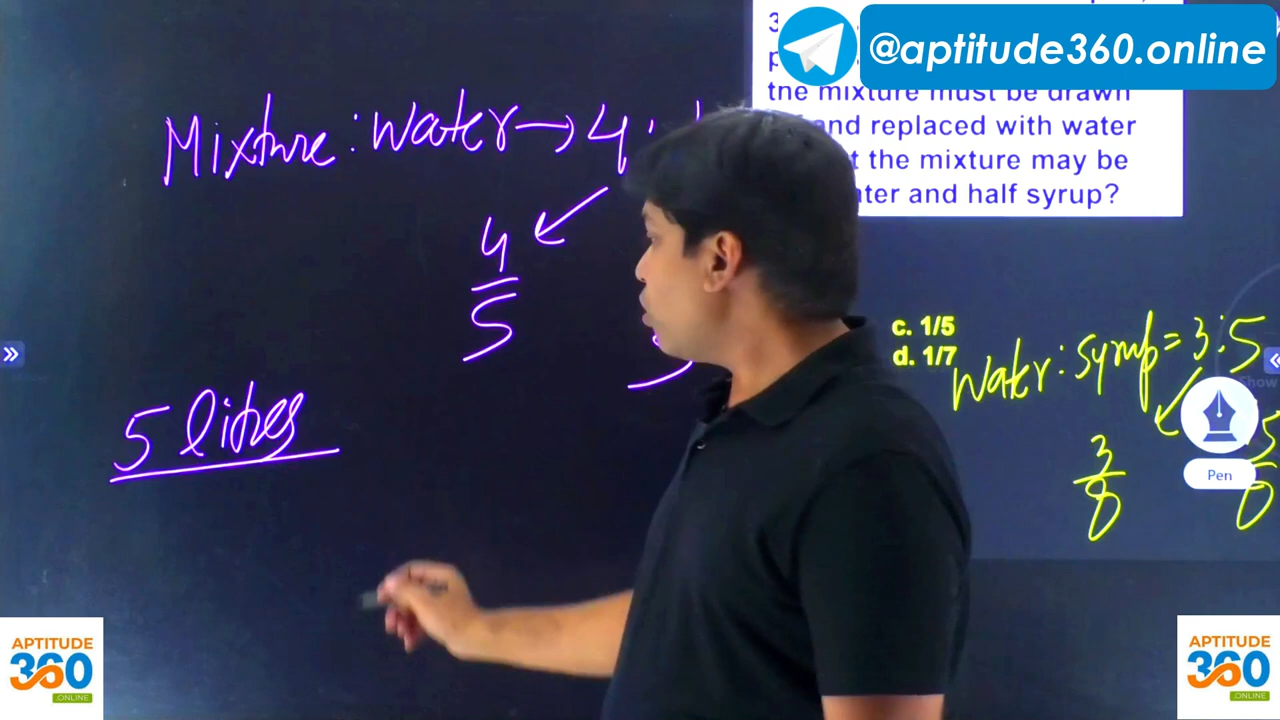 @aptitude360.online
the mixture must be drawn
and replaced with water
t the mixture may be
ter and half syrup?
Mixture : Water → 4 :
4
5
5 litres
c. 1/5
d. 1/7
Water : Syrup = 3 : 5
3
8
5
8
Show
Pen
APTITUDE
360
.ONLINE
APTITUDE
360
.ONLINE